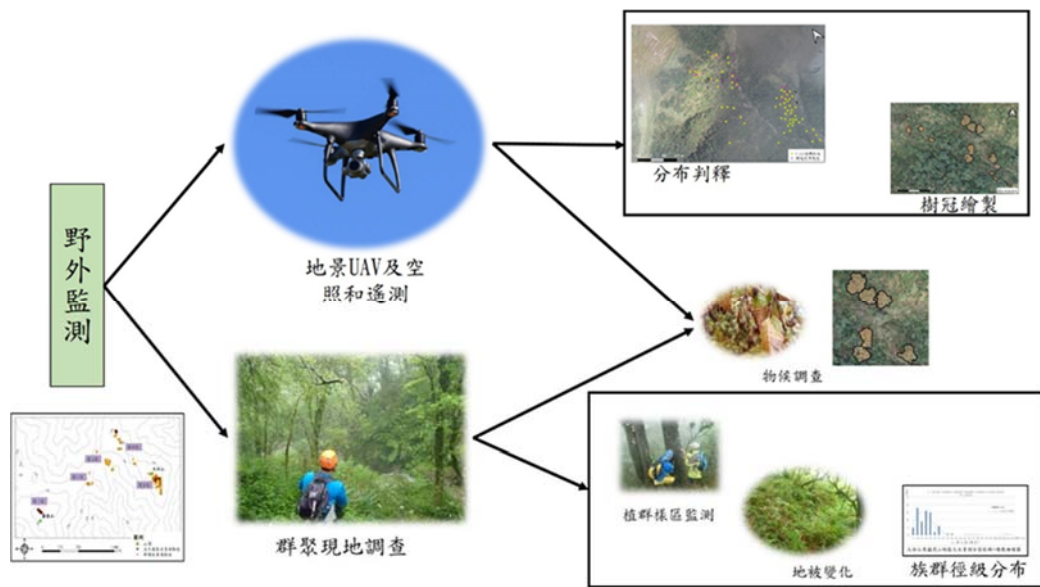 野外監測
地景UAV及空
照和遙測
群聚現地調查
分布判釋
樹冠繪製
物候調查
植群樣區監測
地被變化
族群徑級分布